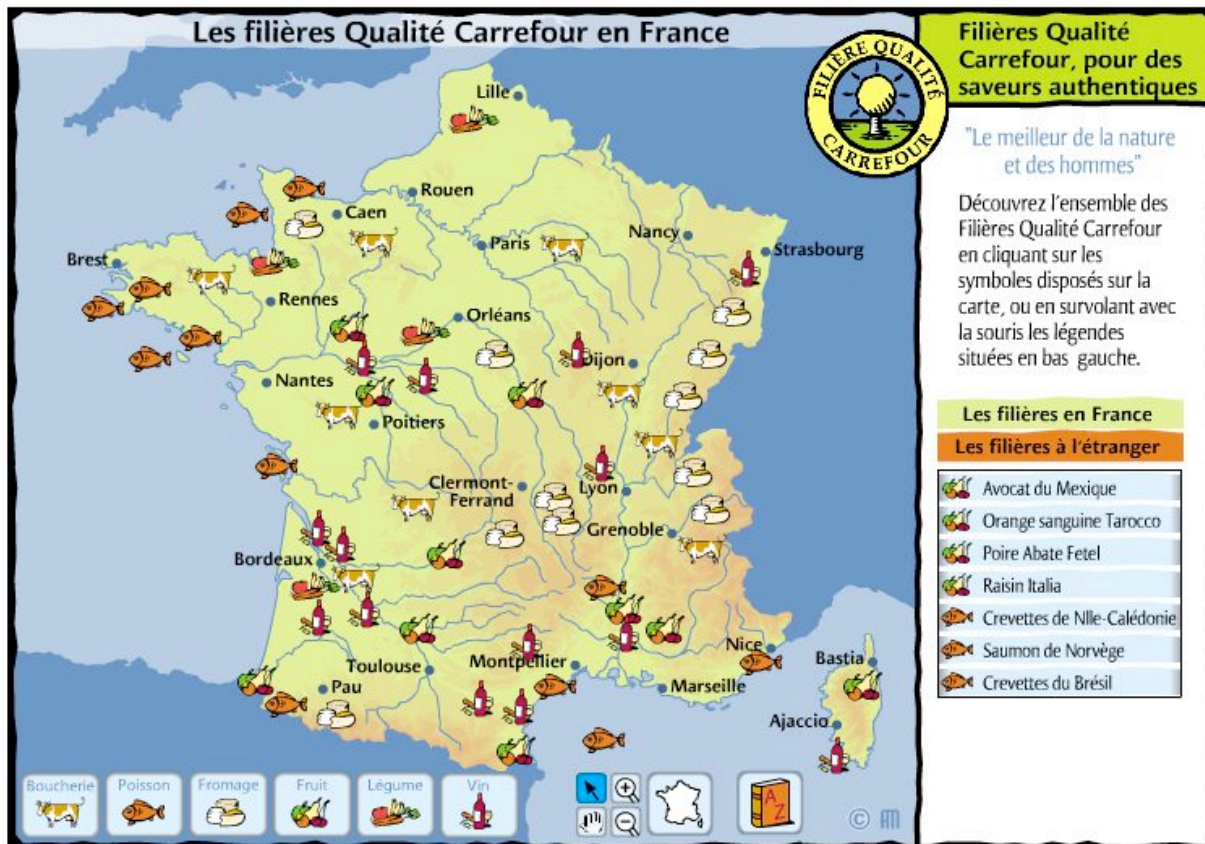 Les filières Qualité Carrefour en France
FILIÈRE QUALITÉ
CARREFOUR
Filières Qualité
Carrefour, pour des
saveurs authentiques
"Le meilleur de la nature
et des hommes"
Découvrez l'ensemble des
Filières Qualité Carrefour
en cliquant sur les
symboles disposés sur la
carte, ou en survolant avec
la souris les légendes
situées en bas gauche.
Les filières en France
Les filières à l'étranger
Avocat du Mexique
Orange sanguine Tarocco
Poire Abate Fetel
Raisin Italia
Crevettes de Nlle-Calédonie
Saumon de Norvège
Crevettes du Brésil
Lille
Rouen
Caen
Paris
Nancy
Strasbourg
Brest
Rennes
Orléans
Dijon
Nantes
Poitiers
Clermont-
Ferrand
Lyon
Grenoble
Bordeaux
Toulouse
Montpellier
Nice
Bastia
Pau
Marseille
Ajaccio
Boucherie
Poisson
Fromage
Fruit
Légume
Vin
A
Z
©